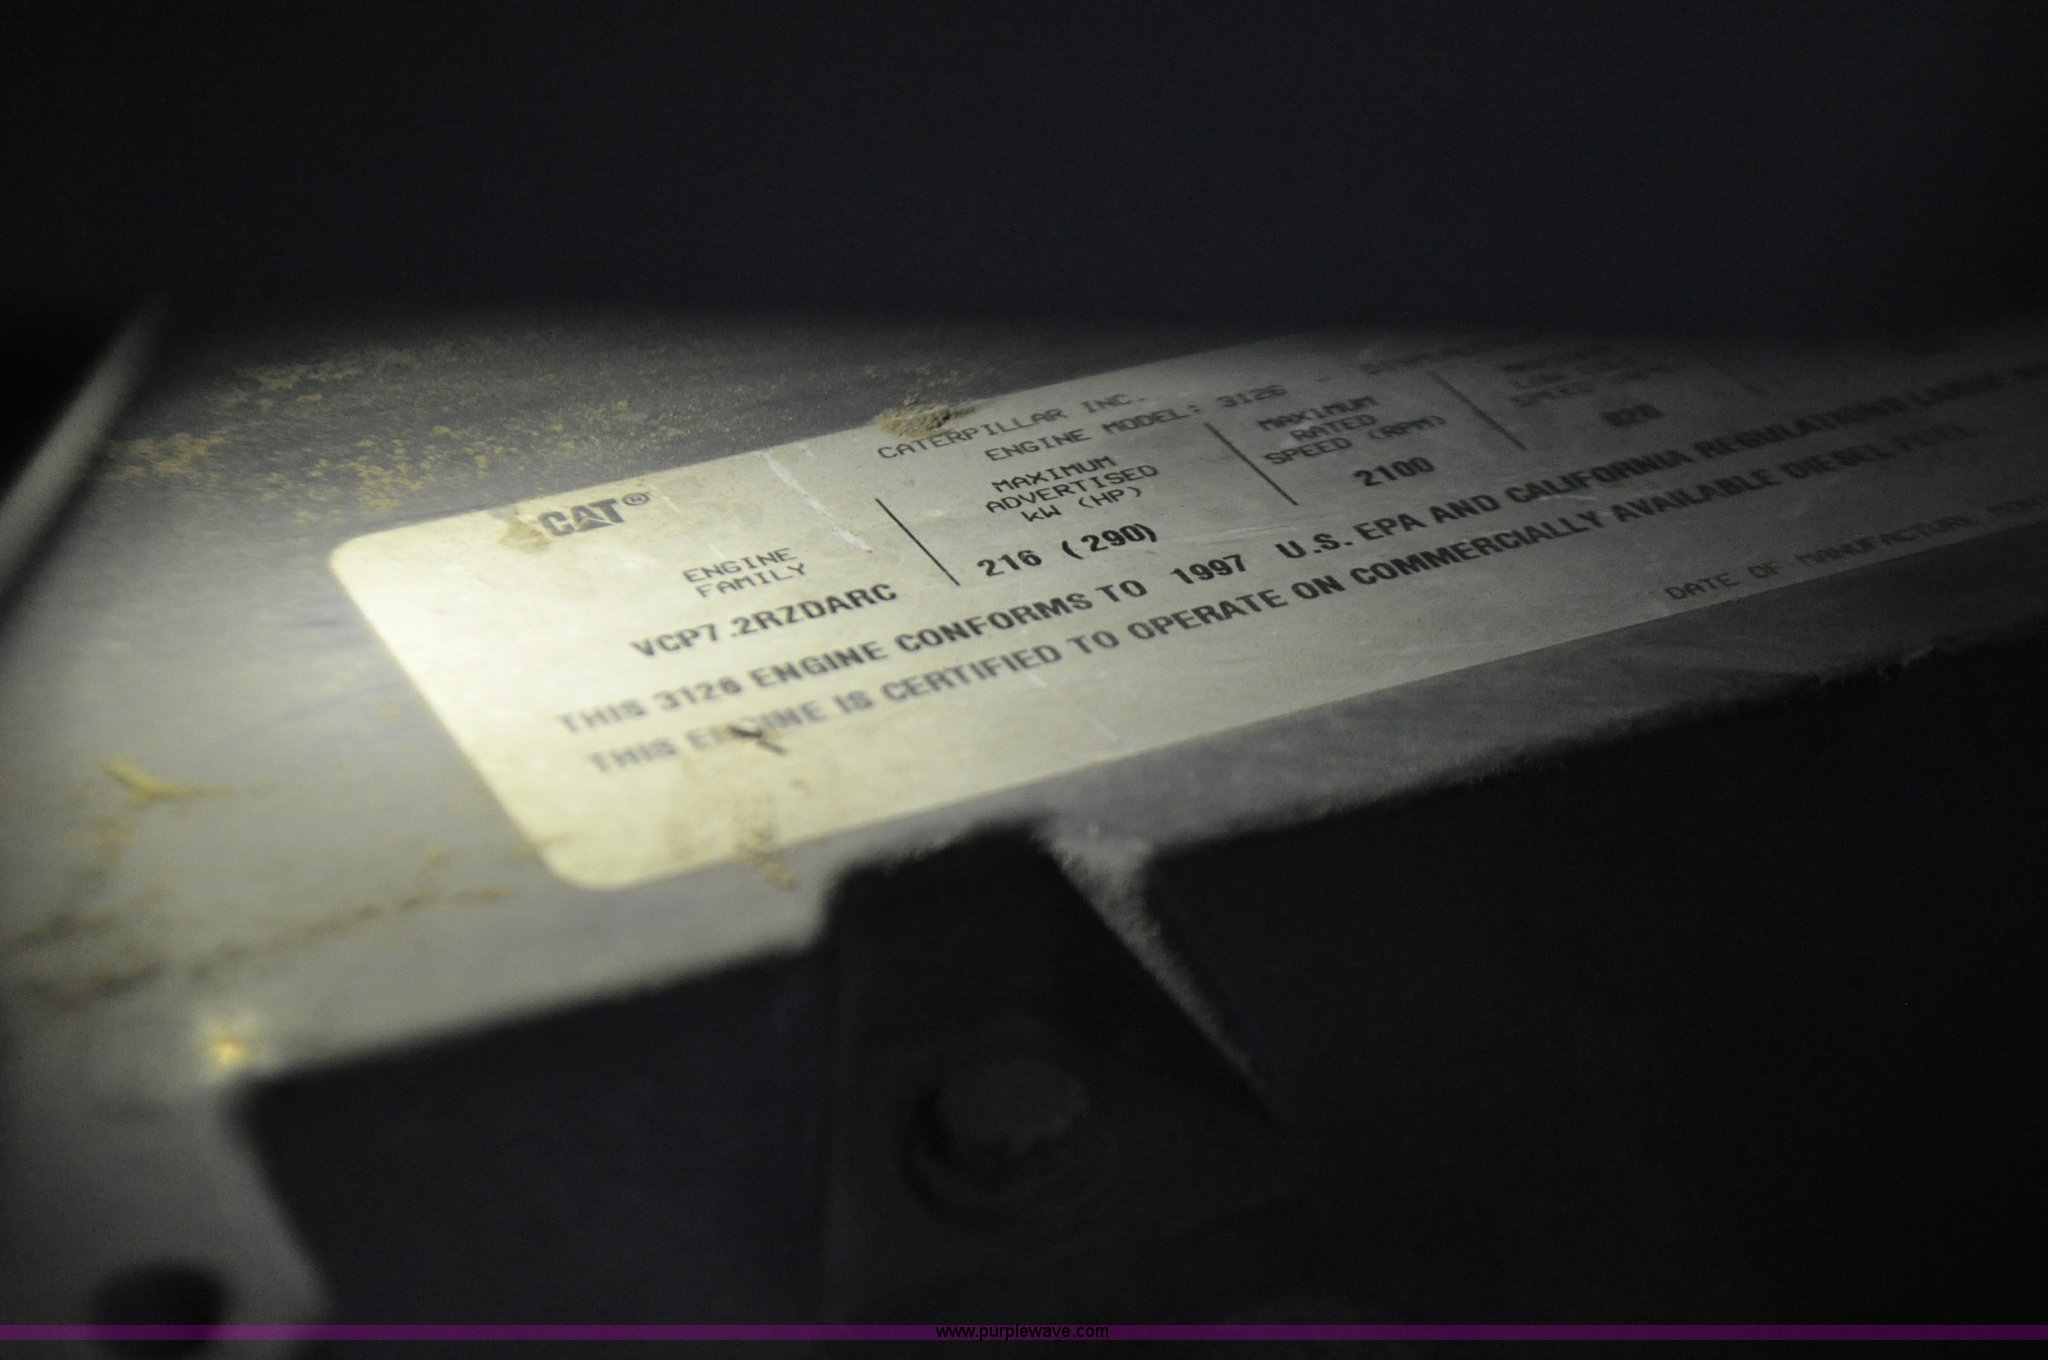 CAT®
CATERPILLAR INC.
ENGINE MODEL: 3126 -
ENGINE
FAMILY
VCP7.2RZDARC
MAXIMUM
ADVERTISED
kW (HP)
216 (290)
MAXIMUM
RATED
SPEED (RPM)
2100
THIS 3126 ENGINE CONFORMS TO 1997 U.S. EPA AND CALIFORNIA REGULATIONS
THIS ENGINE IS CERTIFIED TO OPERATE ON COMMERCIALLY AVAILABLE DIESEL FUEL.
DATE OF MANUFACTURE
www.purplewave.com